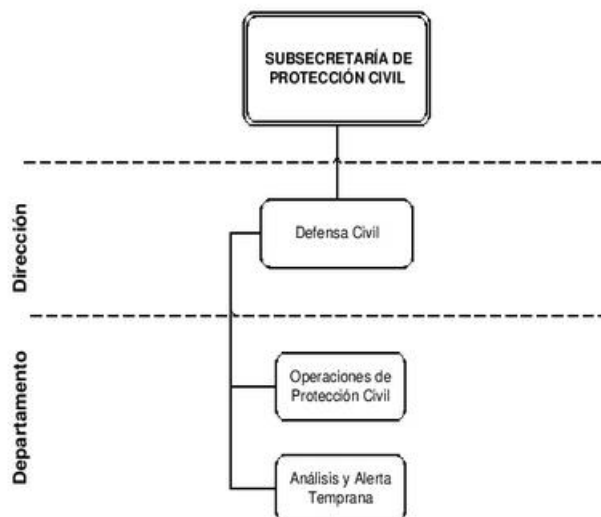 SUBSECRETARÍA DE
PROTECCIÓN CIVIL
Dirección
Defensa Civil
Departamento
Operaciones de
Protección Civil
Análisis y Alerta
Temprana